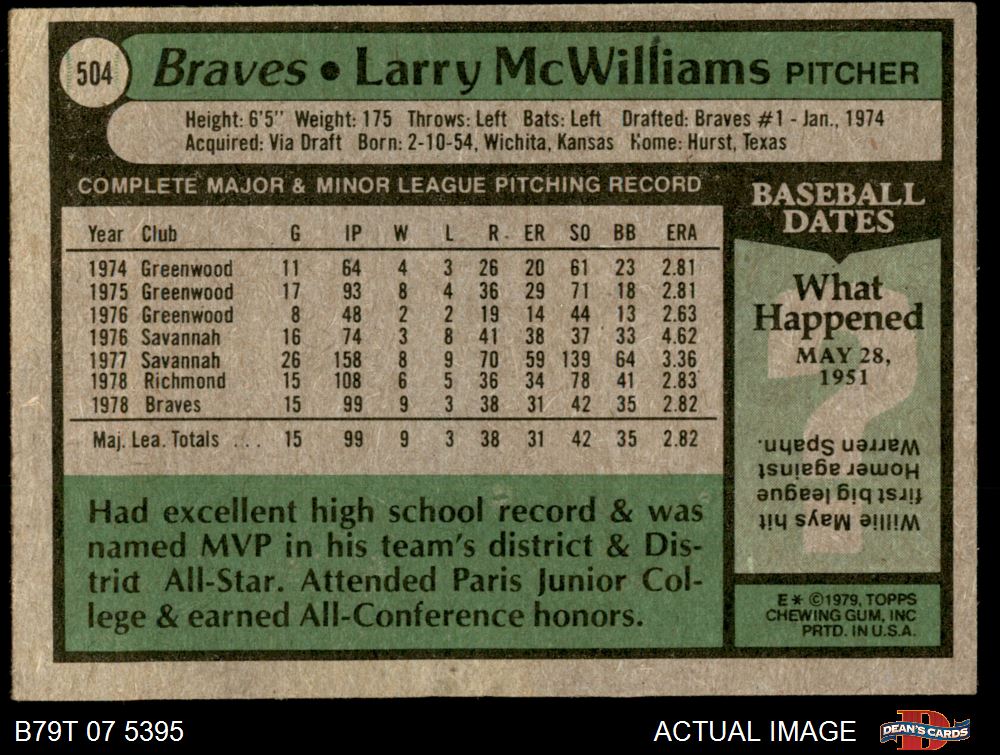 504 Braves • Larry McWilliams PITCHER
Height: 6'5" Weight: 175 Throws: Left Bats: Left Drafted: Braves #1 - Jan., 1974
Acquired: Via Draft Born: 2-10-54, Wichita, Kansas Home: Hurst, Texas
COMPLETE MAJOR & MINOR LEAGUE PITCHING RECORD
Year Club G IP W L R ER SO BB ERA
1974 Greenwood 11 64 4 3 26 20 61 23 2.81
1975 Greenwood 17 93 8 4 36 29 71 18 2.81
1976 Greenwood 8 48 2 2 19 14 44 13 2.63
1976 Savannah 16 74 3 8 41 38 37 33 4.62
1977 Savannah 26 158 8 9 70 59 139 64 3.36
1978 Richmond 15 108 6 5 36 34 78 41 2.83
1978 Braves 15 99 9 3 38 31 42 35 2.82
Maj. Lea. Totals ... 15 99 9 3 38 31 42 35 2.82
Had excellent high school record & was
named MVP in his team's district & Dis-
trict All-Star. Attended Paris Junior Col-
lege & earned All-Conference honors.
BASEBALL
DATES
What
Happened
MAY 28,
1951
Willie Mays hit
first big league
Homer against
Warren Spahn.
E* ©1979, TOPPS
CHEWING GUM, INC
PRTD. IN U.S.A.
B79T 07 5395
ACTUAL IMAGE
DEAN'S CARDS